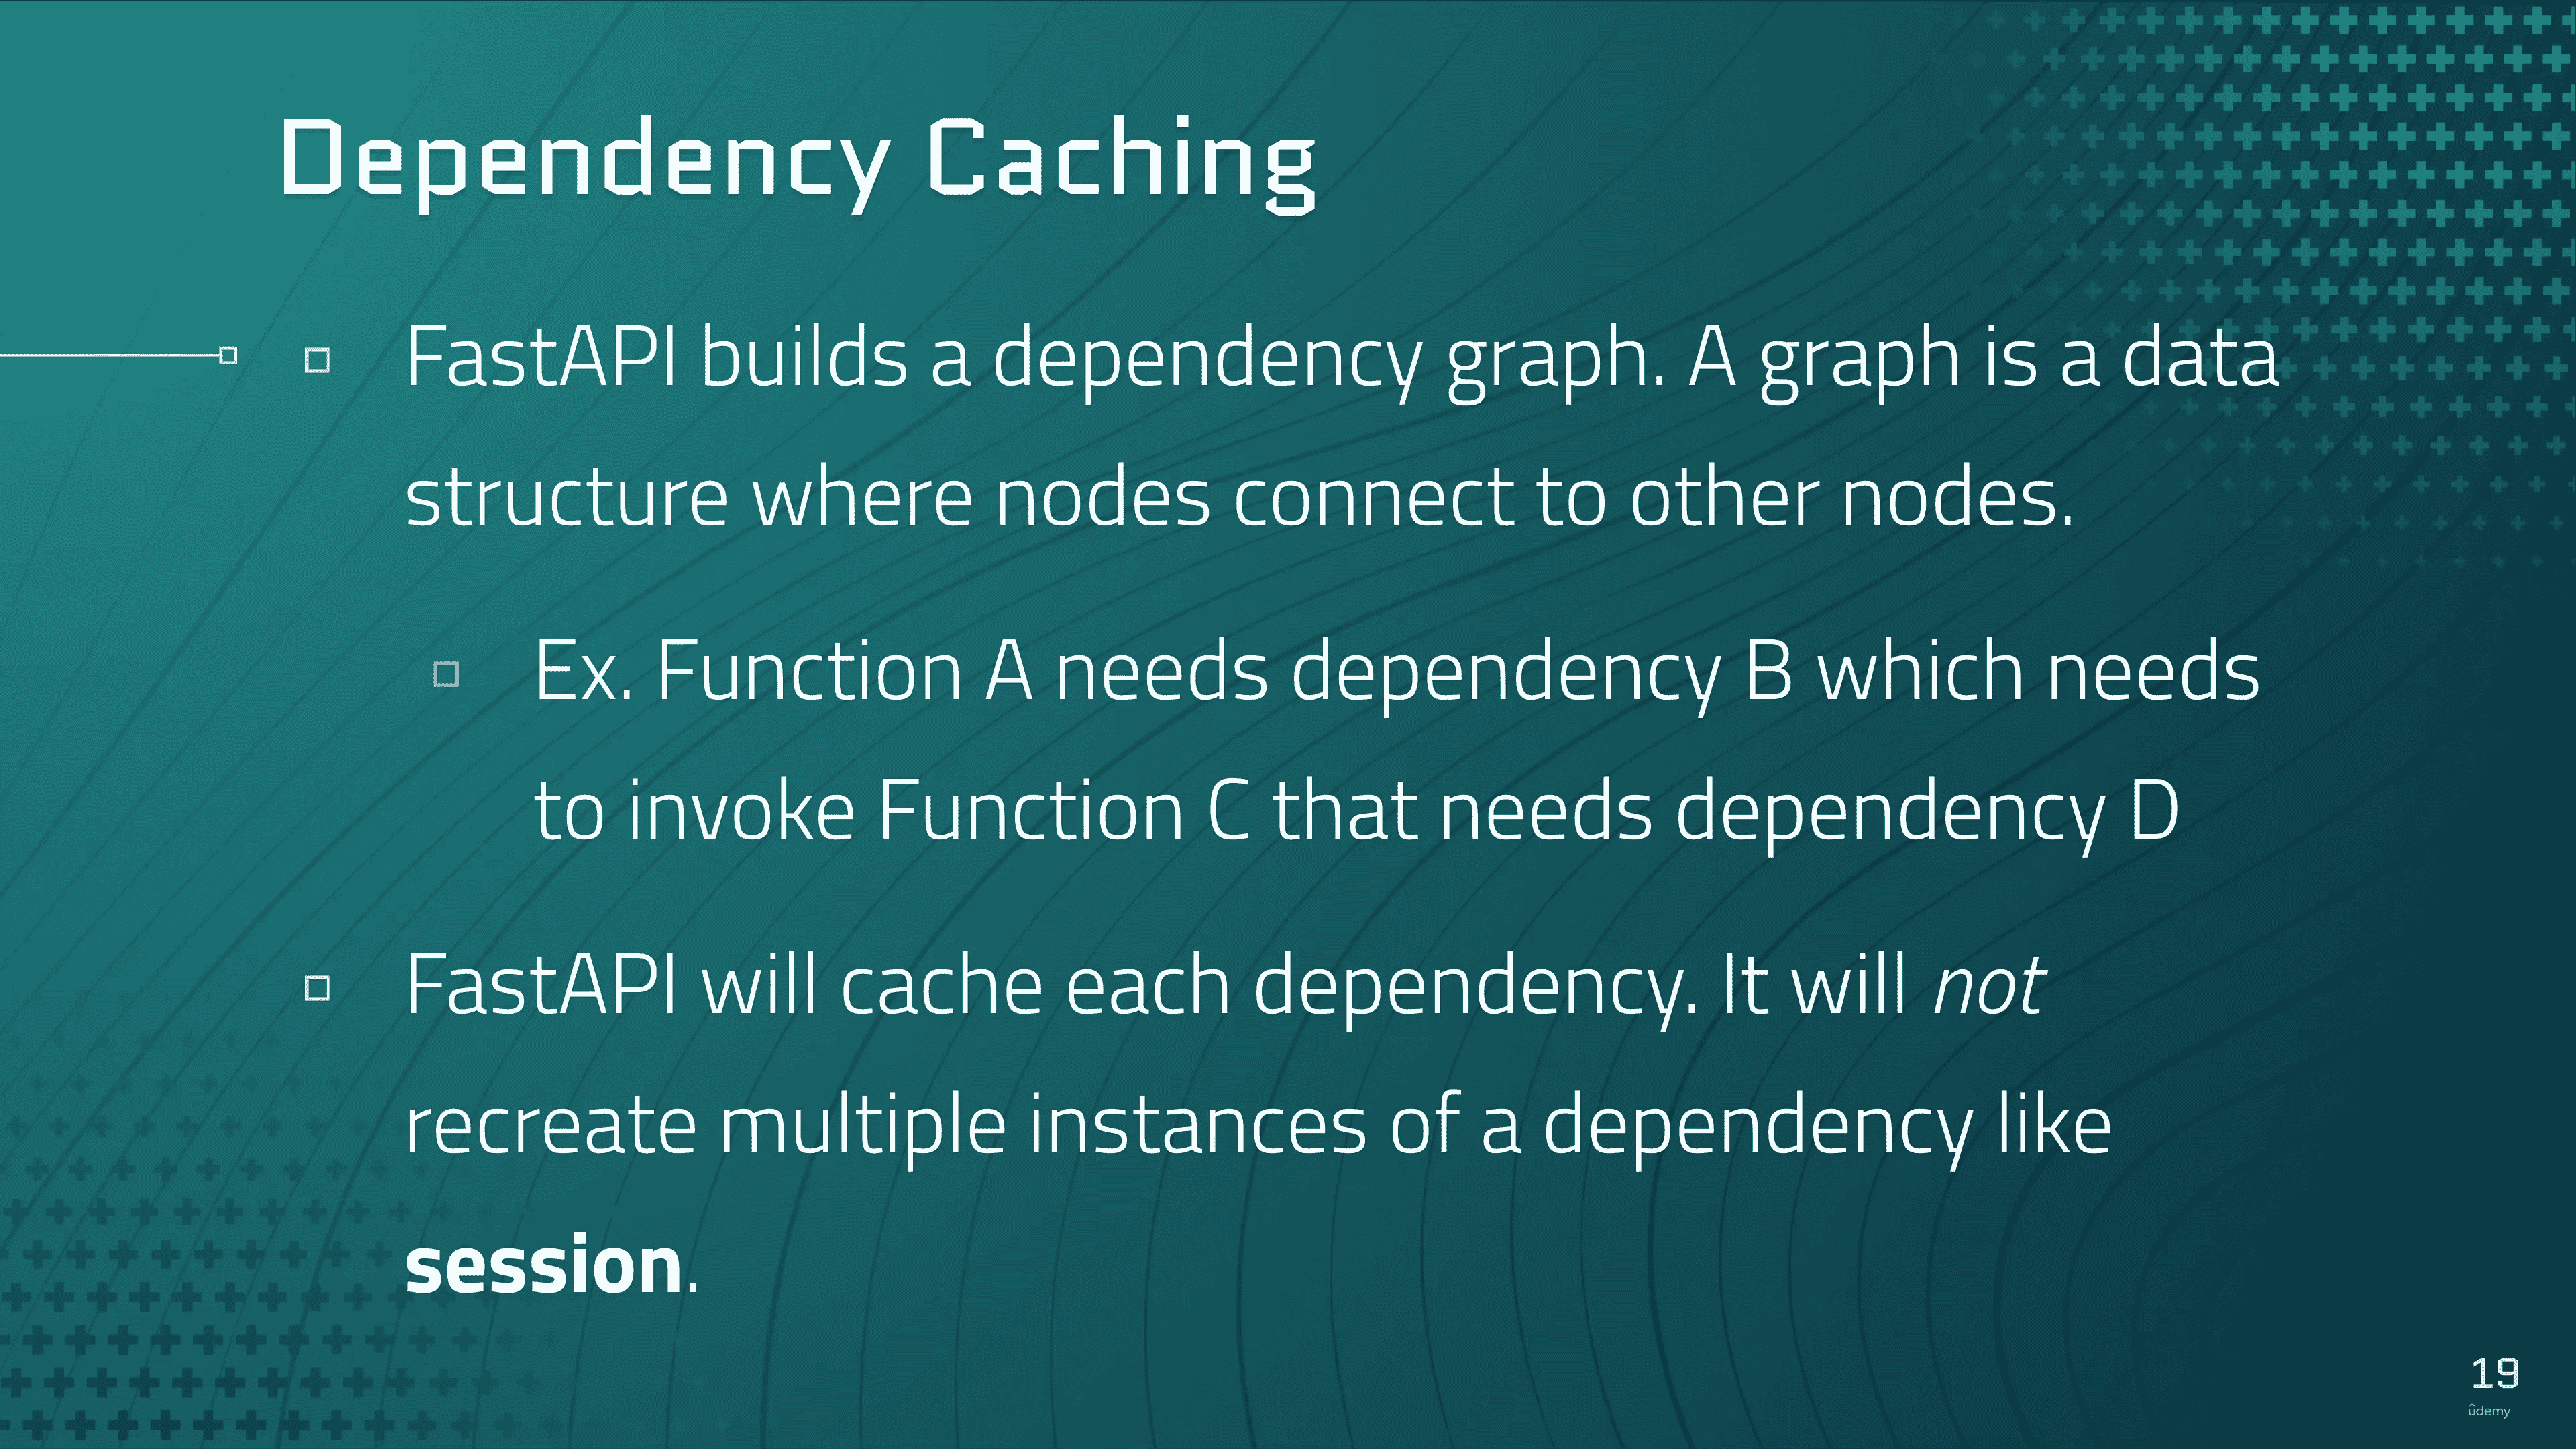 Dependency Caching
FastAPI builds a dependency graph. A graph is a data
structure where nodes connect to other nodes.
Ex. Function A needs dependency B which needs
to invoke Function C that needs dependency D
FastAPI will cache each dependency. It will not
recreate multiple instances of a dependency like
session.
19
ûdemy